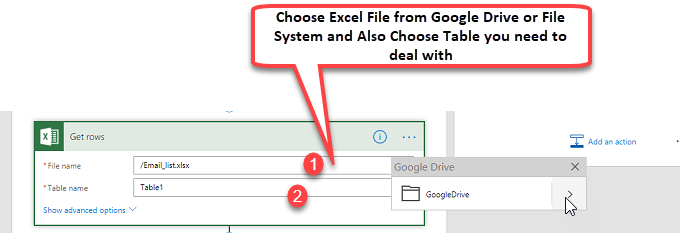 Choose Excel File from Google Drive or File
System and Also Choose Table you need to
deal with
Get rows
...
Add an action
* File name
/Email_list.xlsx
1
Google Drive
* Table name
Table1
2
GoogleDrive
Show advanced options